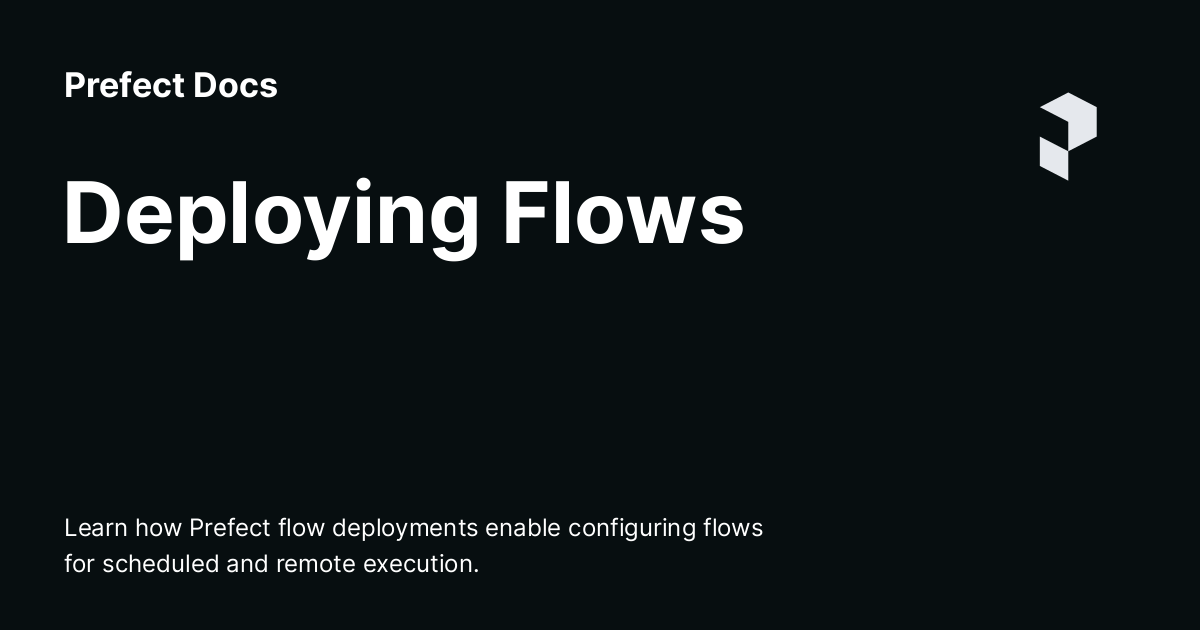 Prefect Docs
Deploying Flows
Learn how Prefect flow deployments enable configuring flows
for scheduled and remote execution.